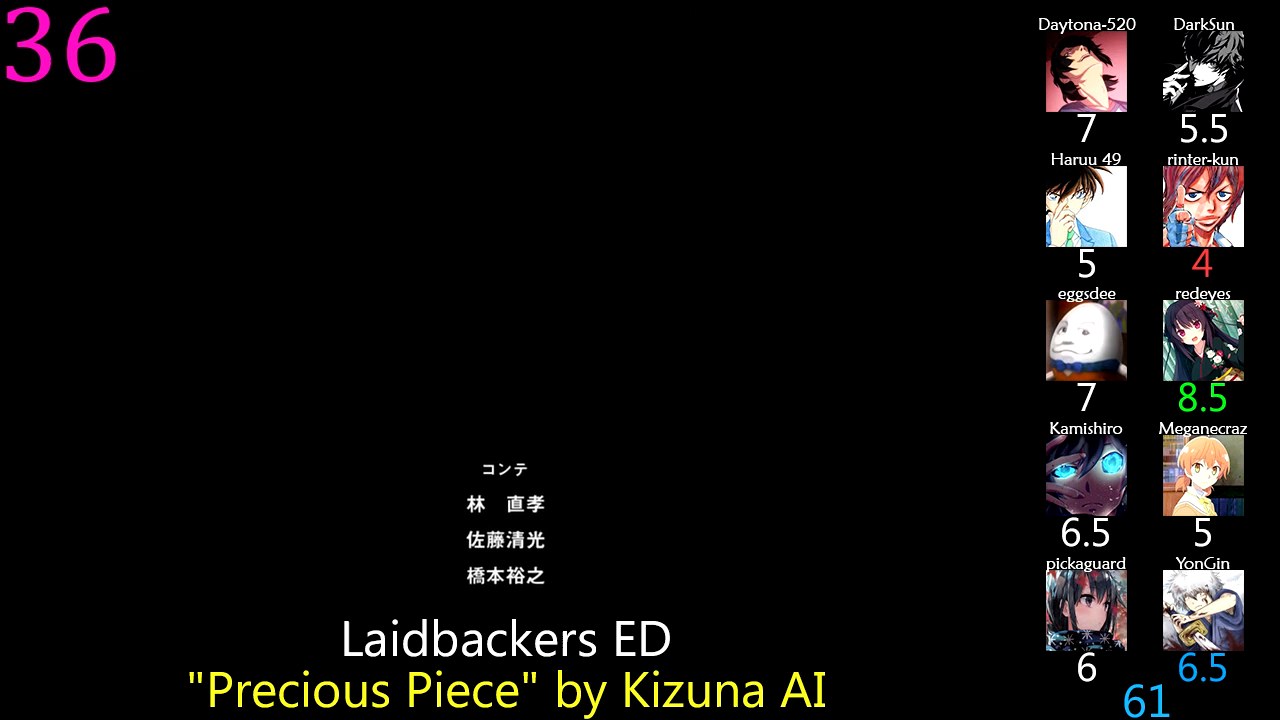 36
Daytona-520 DarkSun
7 5.5
Haruu 49 rinter-kun
5 4
eggsdee redeyes
7 8.5
Kamishiro Meganecraz
6.5 5
pickaguard YonGin
6 6.5
61
コンテ
林　直孝
佐藤清光
橋本裕之
Laidbackers ED
"Precious Piece" by Kizuna AI